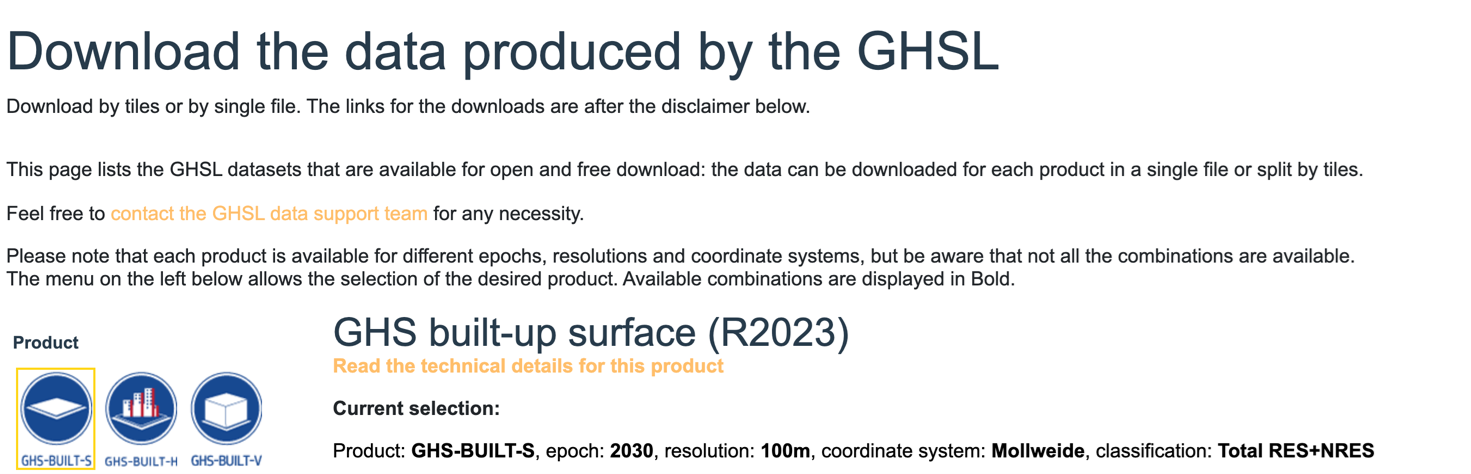 Download the data produced by the GHSL
Download by tiles or by single file. The links for the downloads are after the disclaimer below.
This page lists the GHSL datasets that are available for open and free download: the data can be downloaded for each product in a single file or split by tiles.
Feel free to contact the GHSL data support team for any necessity.
Please note that each product is available for different epochs, resolutions and coordinate systems, but be aware that not all the combinations are available.
The menu on the left below allows the selection of the desired product. Available combinations are displayed in Bold.
Product
GHS-BUILT-S GHS-BUILT-H GHS-BUILT-V
GHS built-up surface (R2023)
Read the technical details for this product
Current selection:
Product: GHS-BUILT-S, epoch: 2030, resolution: 100m, coordinate system: Mollweide, classification: Total RES+NRES